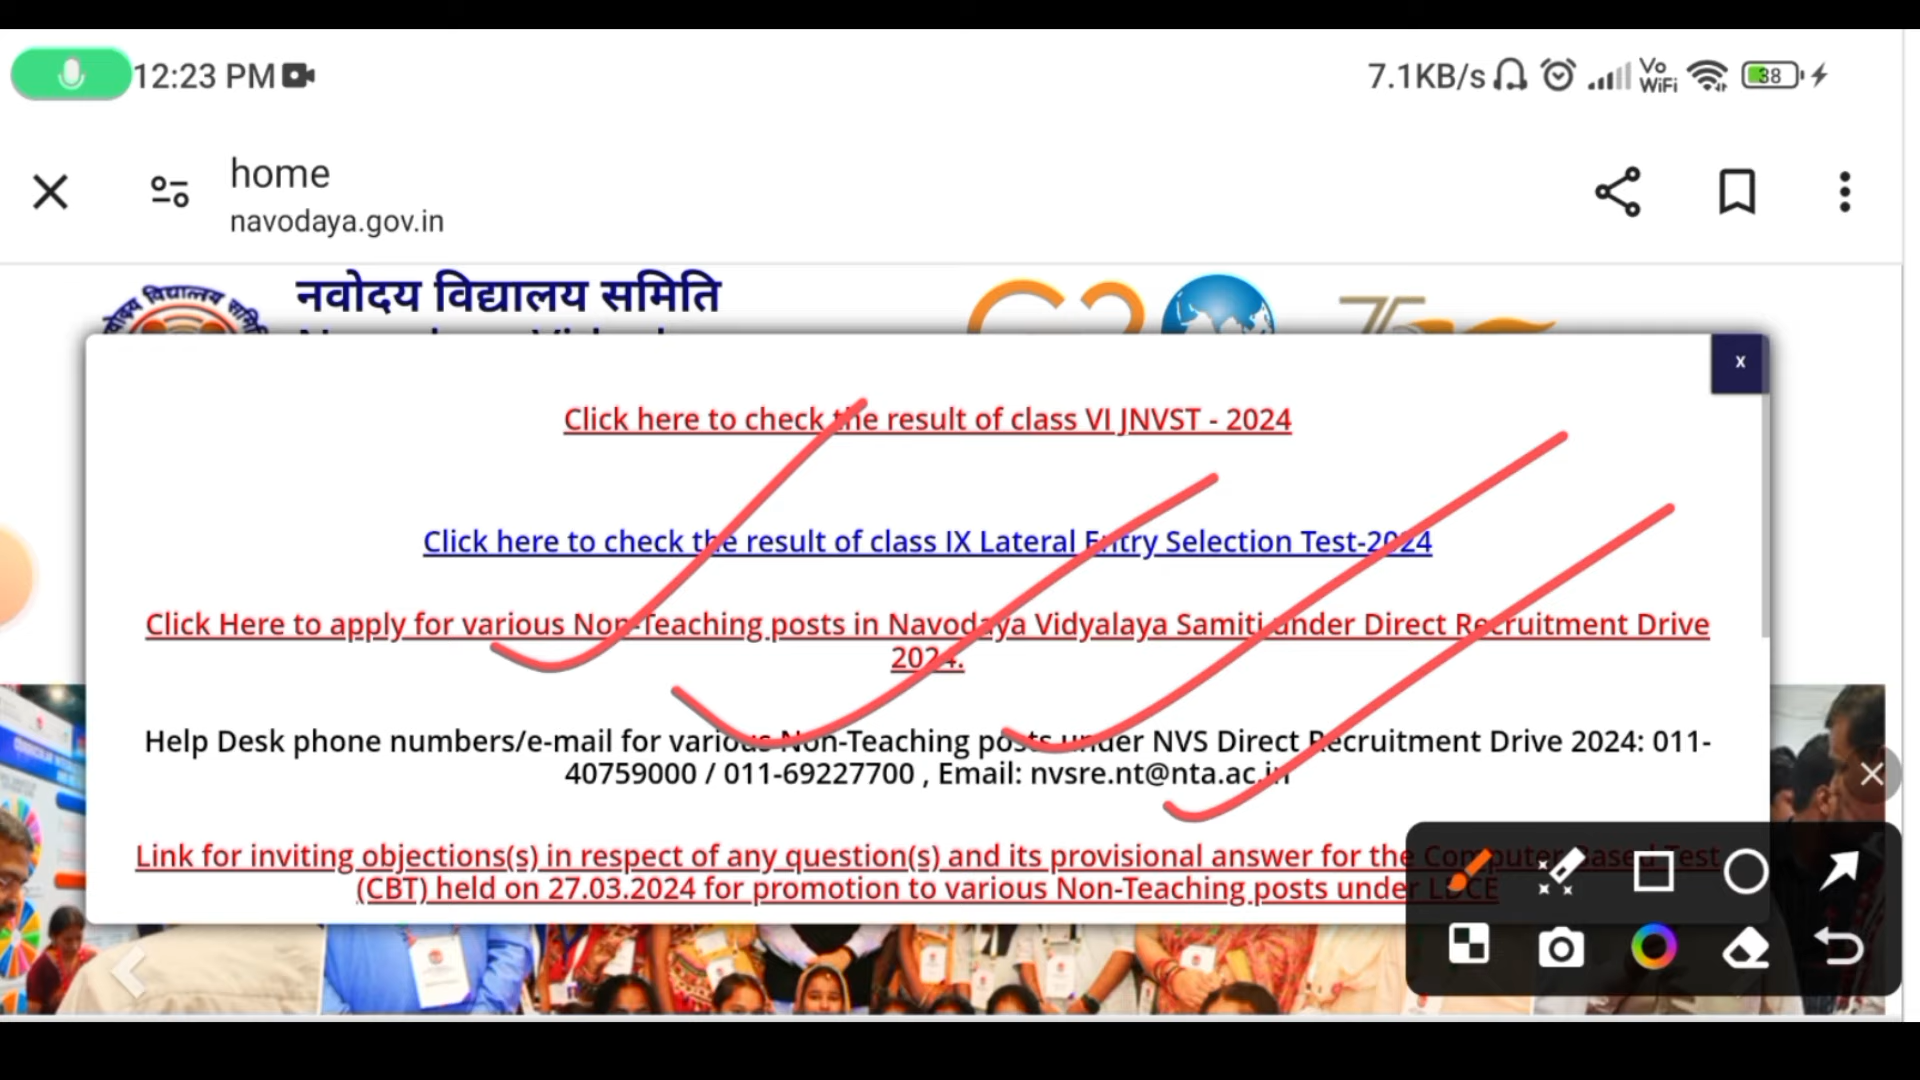 12:23 PM
7.1KB/s
Vo
WiFi
38
home
navodaya.gov.in
नवोदय विद्यालय समिति
x
Click here to check the result of class VI JNVST - 2024
Click here to check the result of class IX Lateral Entry Selection Test-2024
Click Here to apply for various Non-Teaching posts in Navodaya Vidyalaya Samiti under Direct Recruitment Drive
2024.
Help Desk phone numbers/e-mail for various Non-Teaching posts under NVS Direct Recruitment Drive 2024: 011-
40759000 / 011-69227700 , Email: nvsre.nt@nta.ac.in
Link for inviting objections(s) in respect of any question(s) and its provisional answer for the Computer Based Test
(CBT) held on 27.03.2024 for promotion to various Non-Teaching posts under LDCE